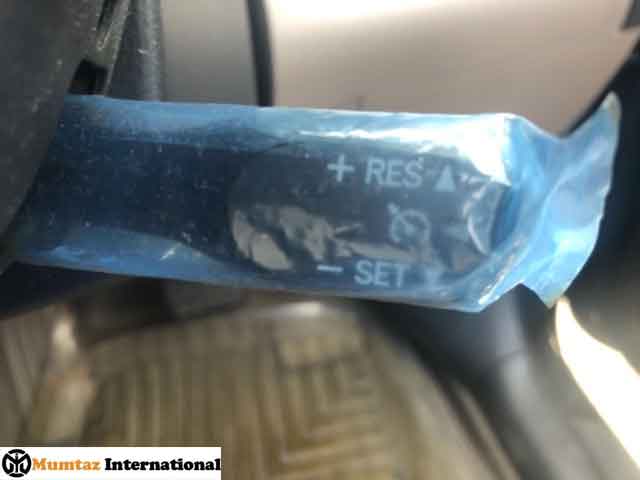 + RES ▲
- SET ▼
Mumtaz International